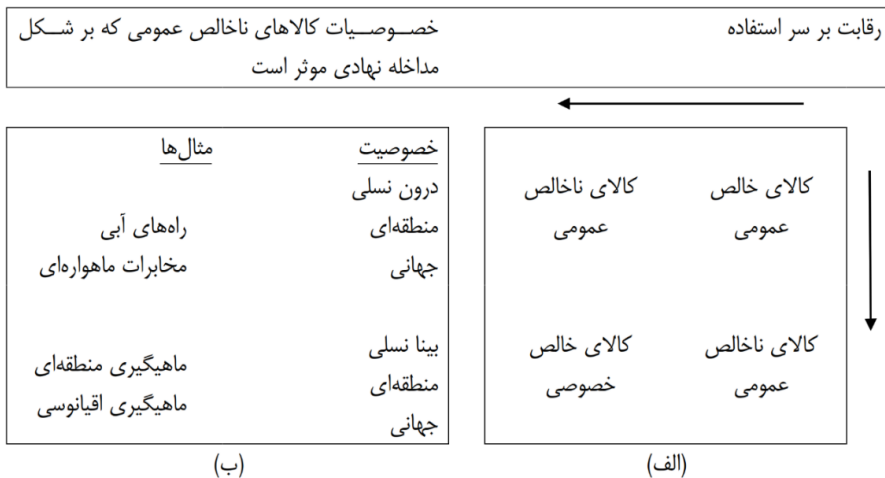 رقابت بر سر استفاده
خصوصیات کالاهای ناخالص عمومی که بر شکل
مداخله نهادی موثر است
کالای خالص
عمومی
کالای ناخالص
عمومی
کالای ناخالص
عمومی
کالای خالص
خصوصی
(الف)
خصوصیت
مثال‌ها
درون نسلی
منطقه‌ای
راه‌های آبی
جهانی
مخابرات ماهواره‌ای
بینا نسلی
منطقه‌ای
ماهیگیری منطقه‌ای
جهانی
ماهیگیری اقیانوسی
(ب)